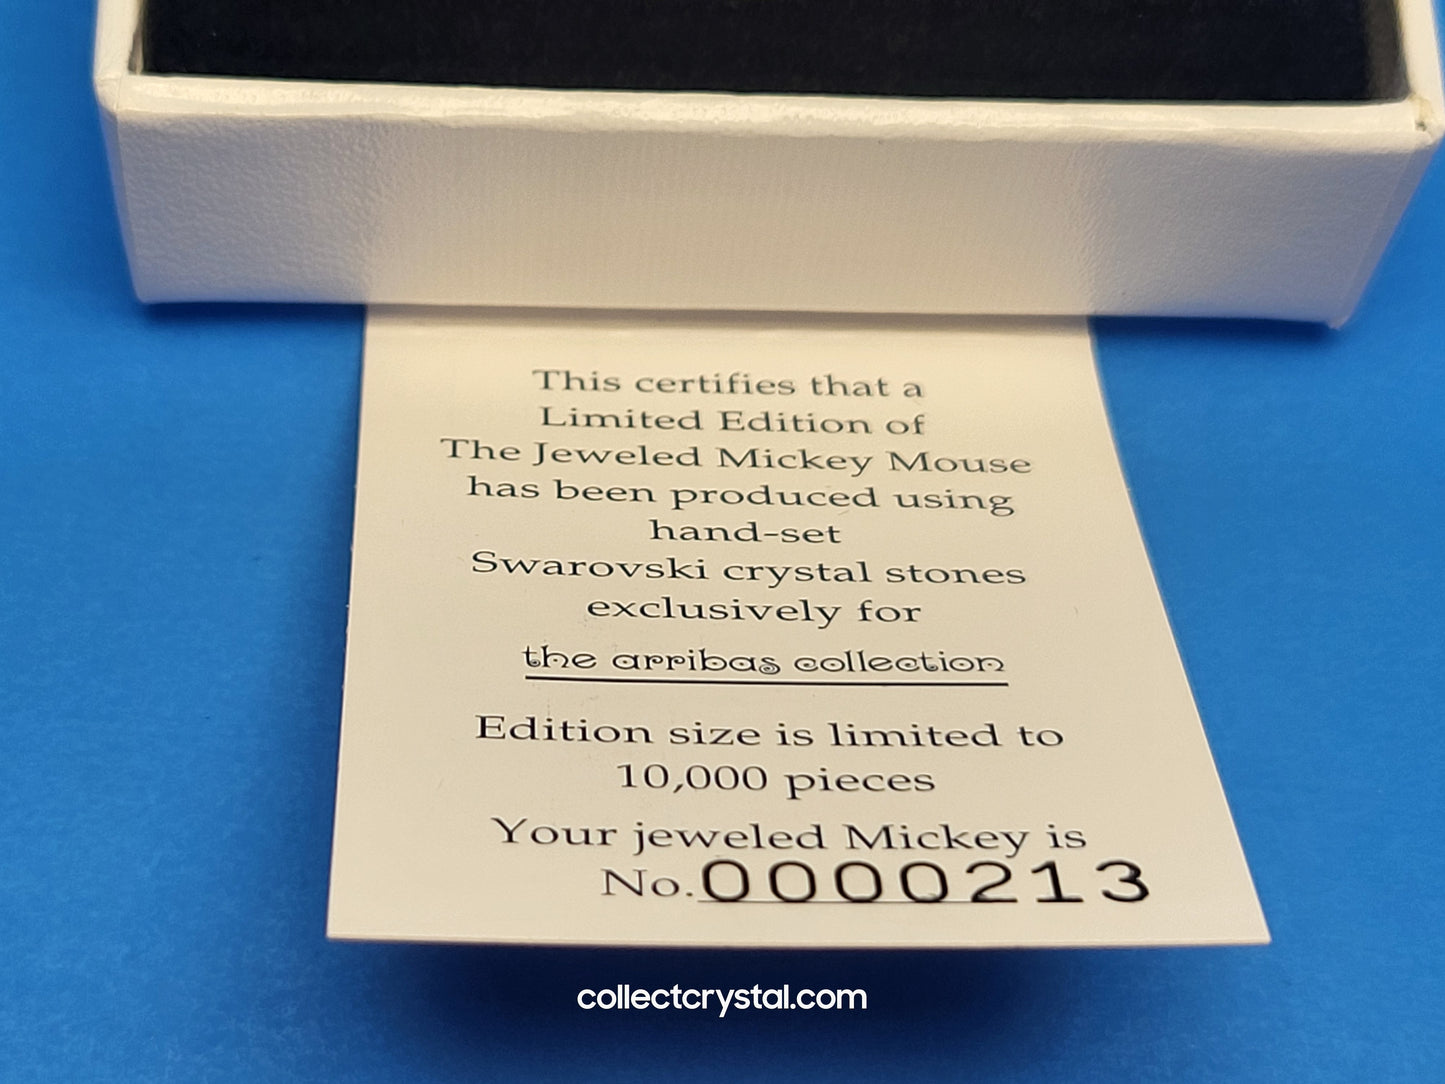 This certifies that a
Limited Edition of
The Jeweled Mickey Mouse
has been produced using
hand-set
Swarovski crystal stones
exclusively for
the arribas collection
Edition size is limited to
10,000 pieces
Your jeweled Mickey is
No.0000213
collectcrystal.com